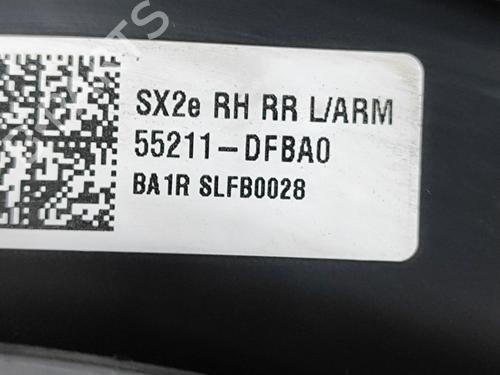 SX2e RH RR L/ARM
55211-DFBA0
BA1R SLFB0028